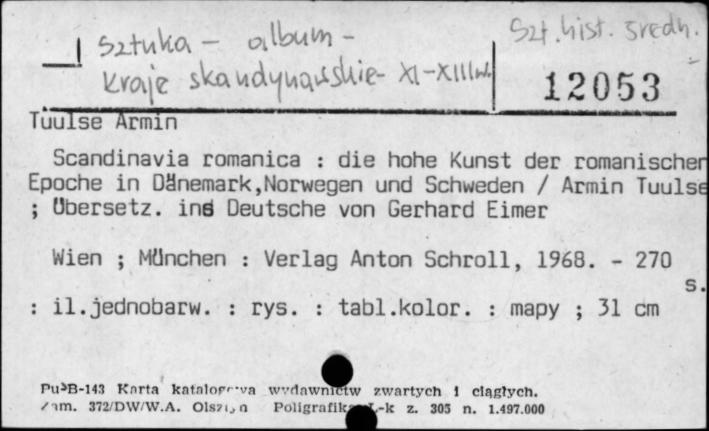 Szt. hist. średn.
Sztuka - album -
kraje skandynawskie - XI-XIII w.
12053
Tuulse Armin
Scandinavia romanica : die hohe Kunst der romanischen
Epoche in Dänemark,Norwegen und Schweden / Armin Tuulse
; Übersetz. ins Deutsche von Gerhard Eimer
Wien ; München : Verlag Anton Schroll, 1968. - 270
s.
: il.jednobarw. : rys. : tabl.kolor. : mapy ; 31 cm
Pu-B-143 Karta katalogowa wydawnictw zwartych i ciągłych.
Zam. 372/DW/W.A. Olsztyn z. 305 n. 1.497.000